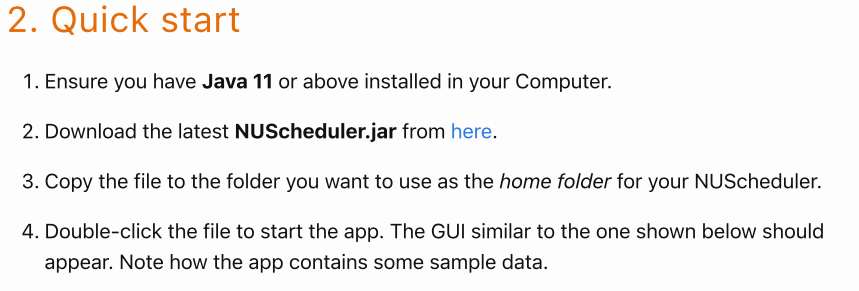 2. Quick start
1. Ensure you have Java 11 or above installed in your Computer.
2. Download the latest NUScheduler.jar from here.
3. Copy the file to the folder you want to use as the home folder for your NUScheduler.
4. Double-click the file to start the app. The GUI similar to the one shown below should
appear. Note how the app contains some sample data.